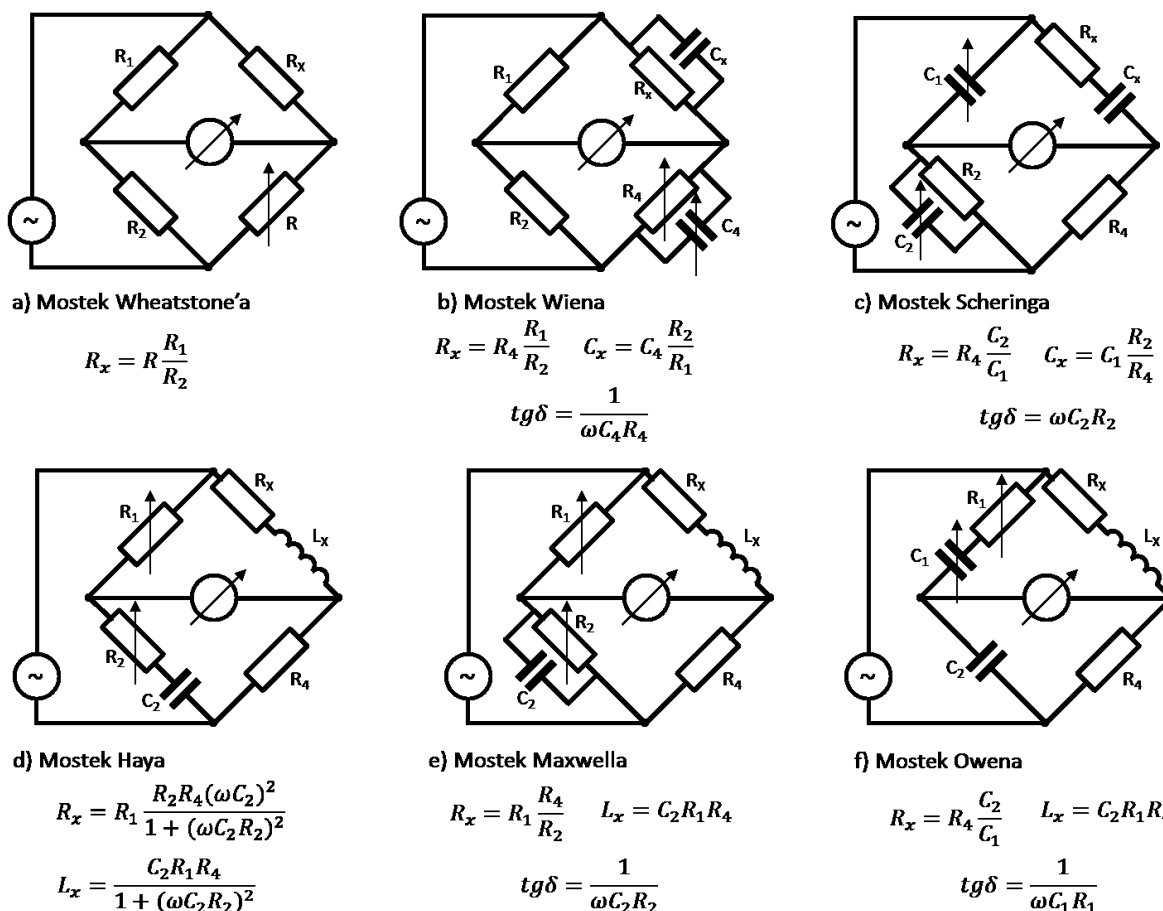 R₁ Rₓ
~
R₂ R
a) Mostek Wheatstone’a
Rₓ = R R₁/R₂
R₁ Cₓ
Rₓ
~
R₂ R₄ C₄
b) Mostek Wiena
Rₓ = R₄ R₁/R₂ Cₓ = C₄ R₂/R₁
tgδ = 1/(ωC₄R₄)
C₁ Rₓ Cₓ
~
R₂ C₂ R₄
c) Mostek Scheringa
Rₓ = R₄ C₂/C₁ Cₓ = C₁ R₂/R₄
tgδ = ωC₂R₂
R₁ Rₓ Lₓ
~
R₂ C₂ R₄
d) Mostek Haya
Rₓ = R₁ R₂R₄(ωC₂)²/(1 + (ωC₂R₂)²)
Lₓ = C₂R₁R₄/(1 + (ωC₂R₂)²)
R₁ Rₓ Lₓ
~
R₂ C₂ R₄
e) Mostek Maxwella
Rₓ = R₁ R₄/R₂ Lₓ = C₂R₁R₄
tgδ = 1/(ωC₂R₂)
R₁ C₁ Rₓ Lₓ
~
C₂ R₄
f) Mostek Owena
Rₓ = R₄ C₂/C₁ Lₓ = C₂R₁R
tgδ = 1/(ωC₁R₁)